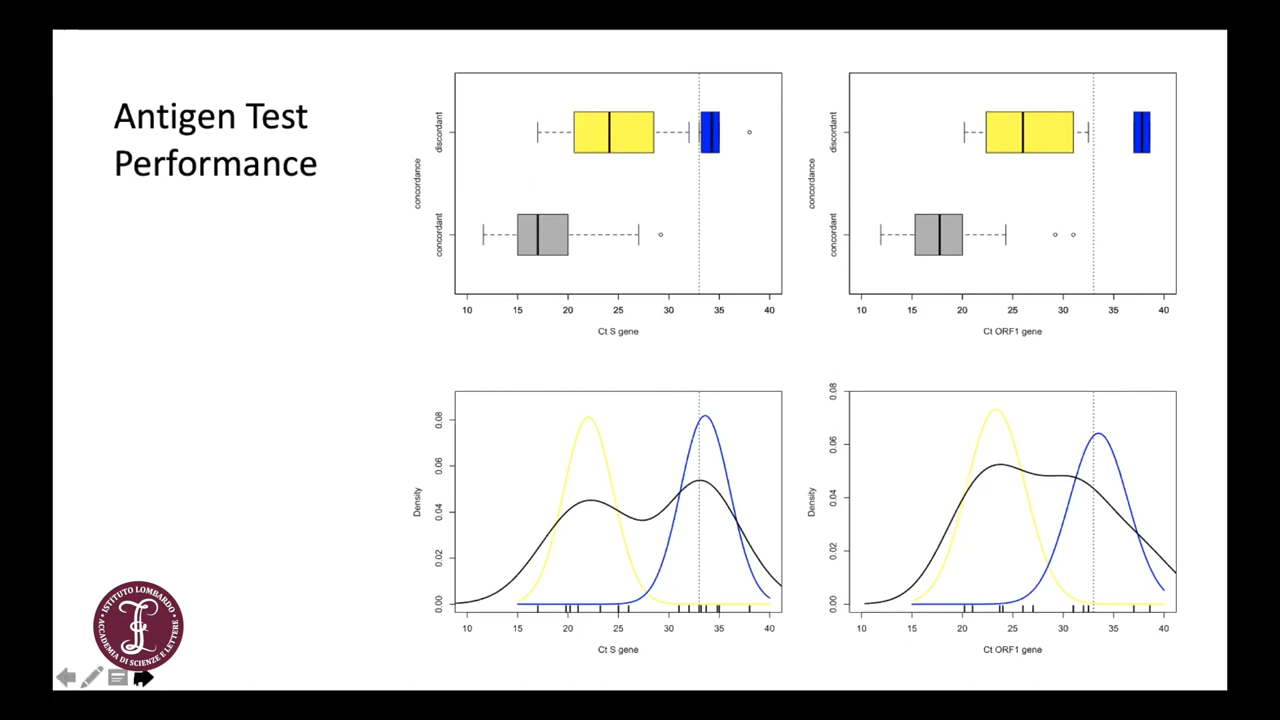 Antigen Test
Performance
discordant
concordance
concordant
10 15 20 25 30 35 40
Ct S gene
discordant
concordance
concordant
10 15 20 25 30 35 40
Ct ORF1 gene
0.08
0.06
Density
0.04
0.02
0.00
10 15 20 25 30 35 40
Ct S gene
0.08
0.06
Density
0.04
0.02
0.00
10 15 20 25 30 35 40
Ct ORF1 gene
· ISTITUTO LOMBARDO ·
ACCADEMIA DI SCIENZE E LETTERE